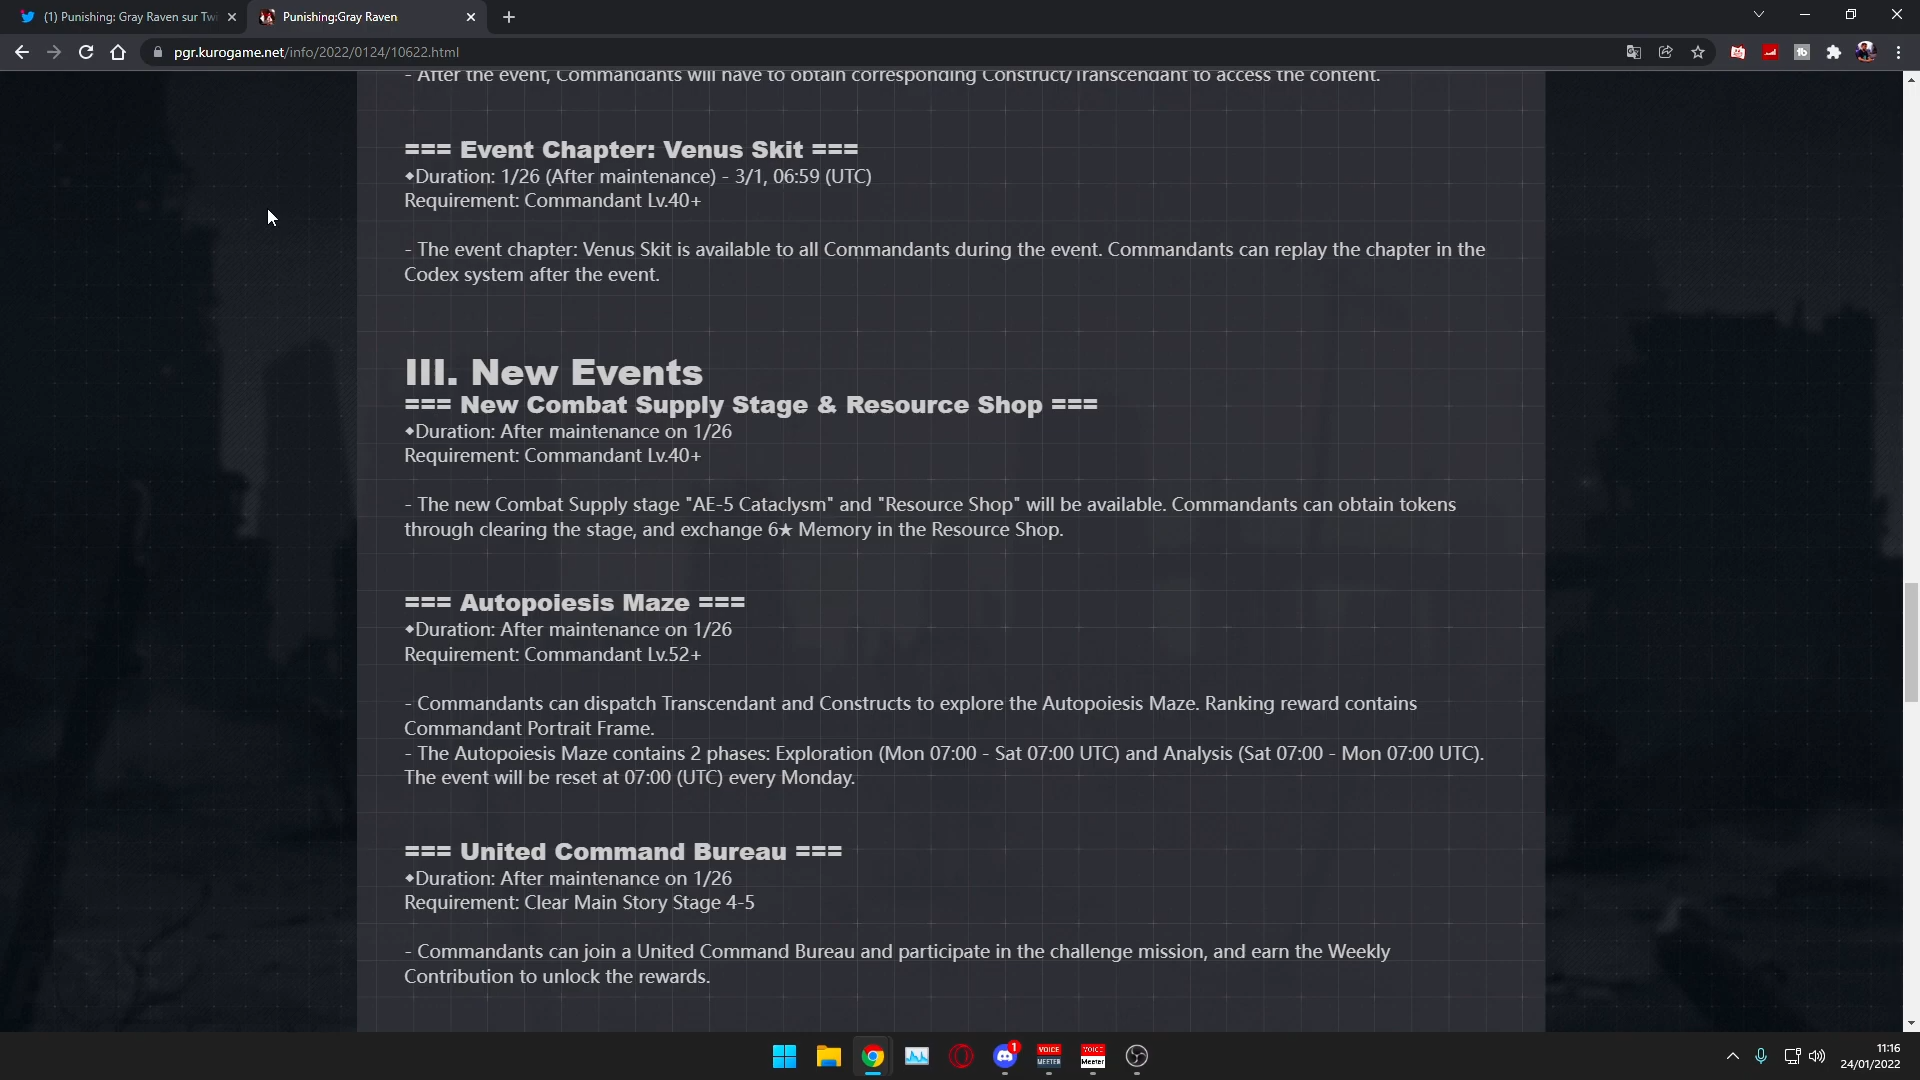 (1) Punishing: Gray Raven sur Tw
Punishing:Gray Raven
pgr.kurogame.net/info/2022/0124/10622.html
- After the event, Commandants will have to obtain corresponding Construct/Transcendant to access the content.
=== Event Chapter: Venus Skit ===
◆Duration: 1/26 (After maintenance) - 3/1, 06:59 (UTC)
Requirement: Commandant Lv.40+
- The event chapter: Venus Skit is available to all Commandants during the event. Commandants can replay the chapter in the
Codex system after the event.
III. New Events
=== New Combat Supply Stage & Resource Shop ===
◆Duration: After maintenance on 1/26
Requirement: Commandant Lv.40+
- The new Combat Supply stage "AE-5 Cataclysm" and "Resource Shop" will be available. Commandants can obtain tokens
through clearing the stage, and exchange 6★ Memory in the Resource Shop.
=== Autopoiesis Maze ===
◆Duration: After maintenance on 1/26
Requirement: Commandant Lv.52+
- Commandants can dispatch Transcendant and Constructs to explore the Autopoiesis Maze. Ranking reward contains
Commandant Portrait Frame.
- The Autopoiesis Maze contains 2 phases: Exploration (Mon 07:00 - Sat 07:00 UTC) and Analysis (Sat 07:00 - Mon 07:00 UTC).
The event will be reset at 07:00 (UTC) every Monday.
=== United Command Bureau ===
◆Duration: After maintenance on 1/26
Requirement: Clear Main Story Stage 4-5
- Commandants can join a United Command Bureau and participate in the challenge mission, and earn the Weekly
Contribution to unlock the rewards.
1
VOICE
MEETER
VOICE
Meeter
11:16
24/01/2022